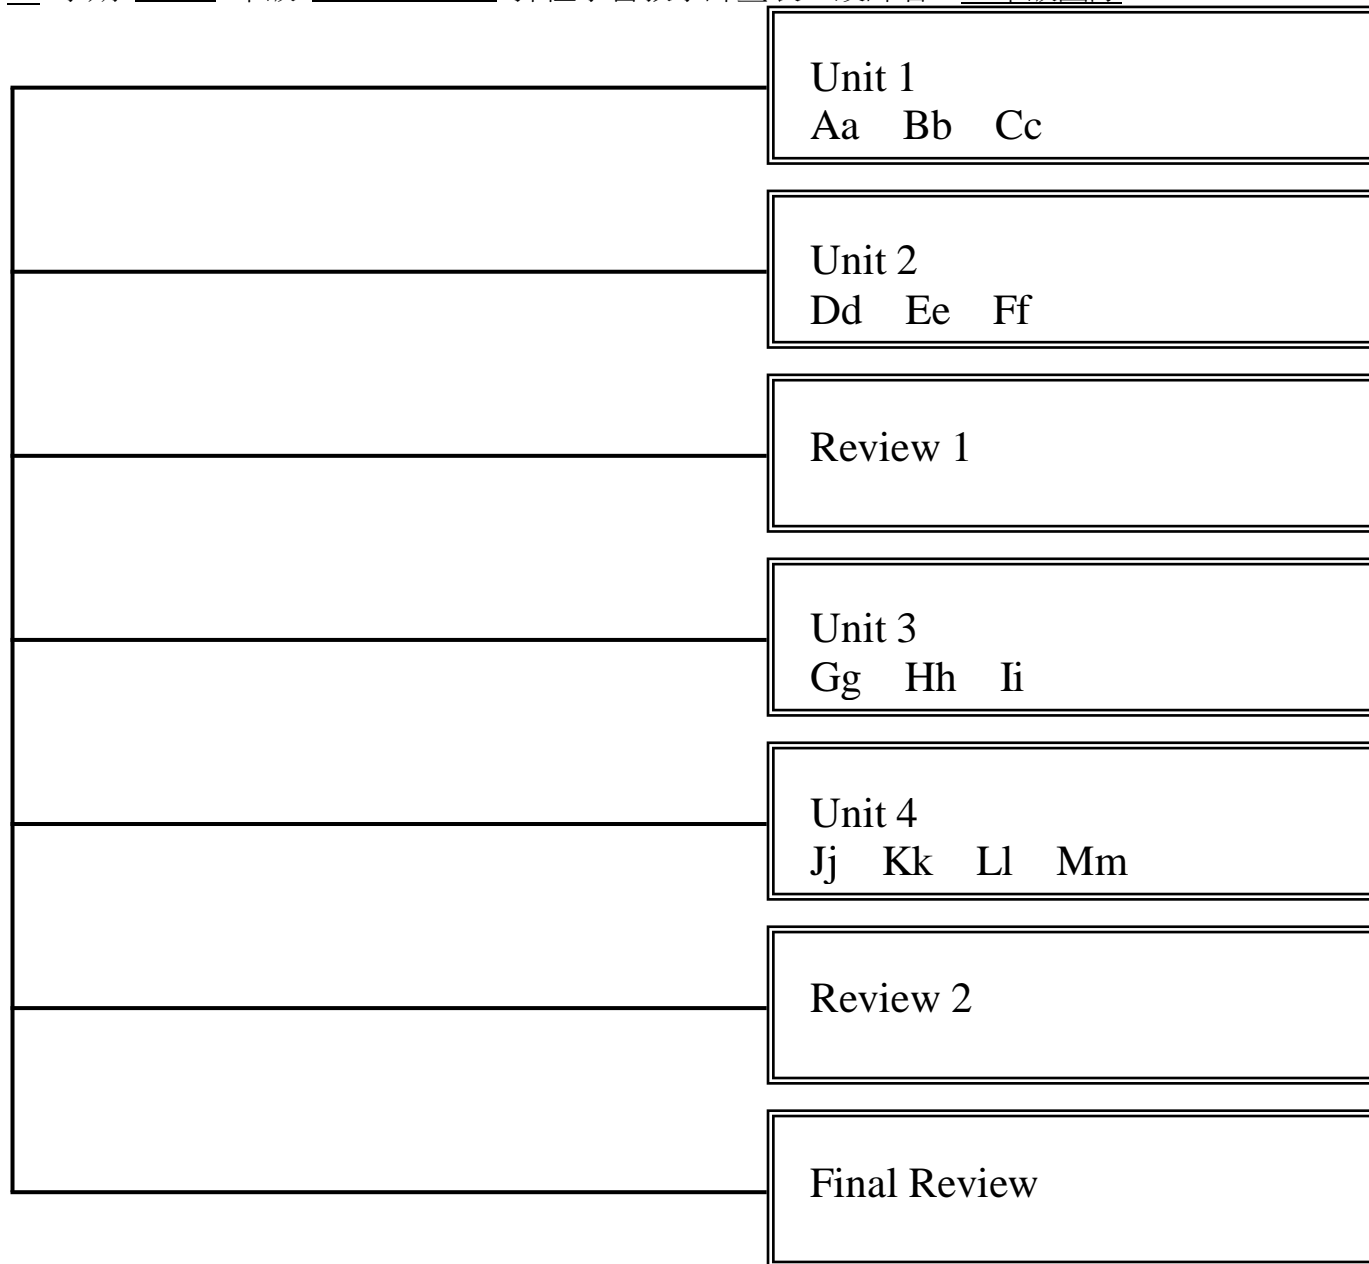 Unit 1
Aa Bb Cc
Unit 2
Dd Ee Ff
Review 1
Unit 3
Gg Hh Ii
Unit 4
Jj Kk Ll Mm
Review 2
Final Review